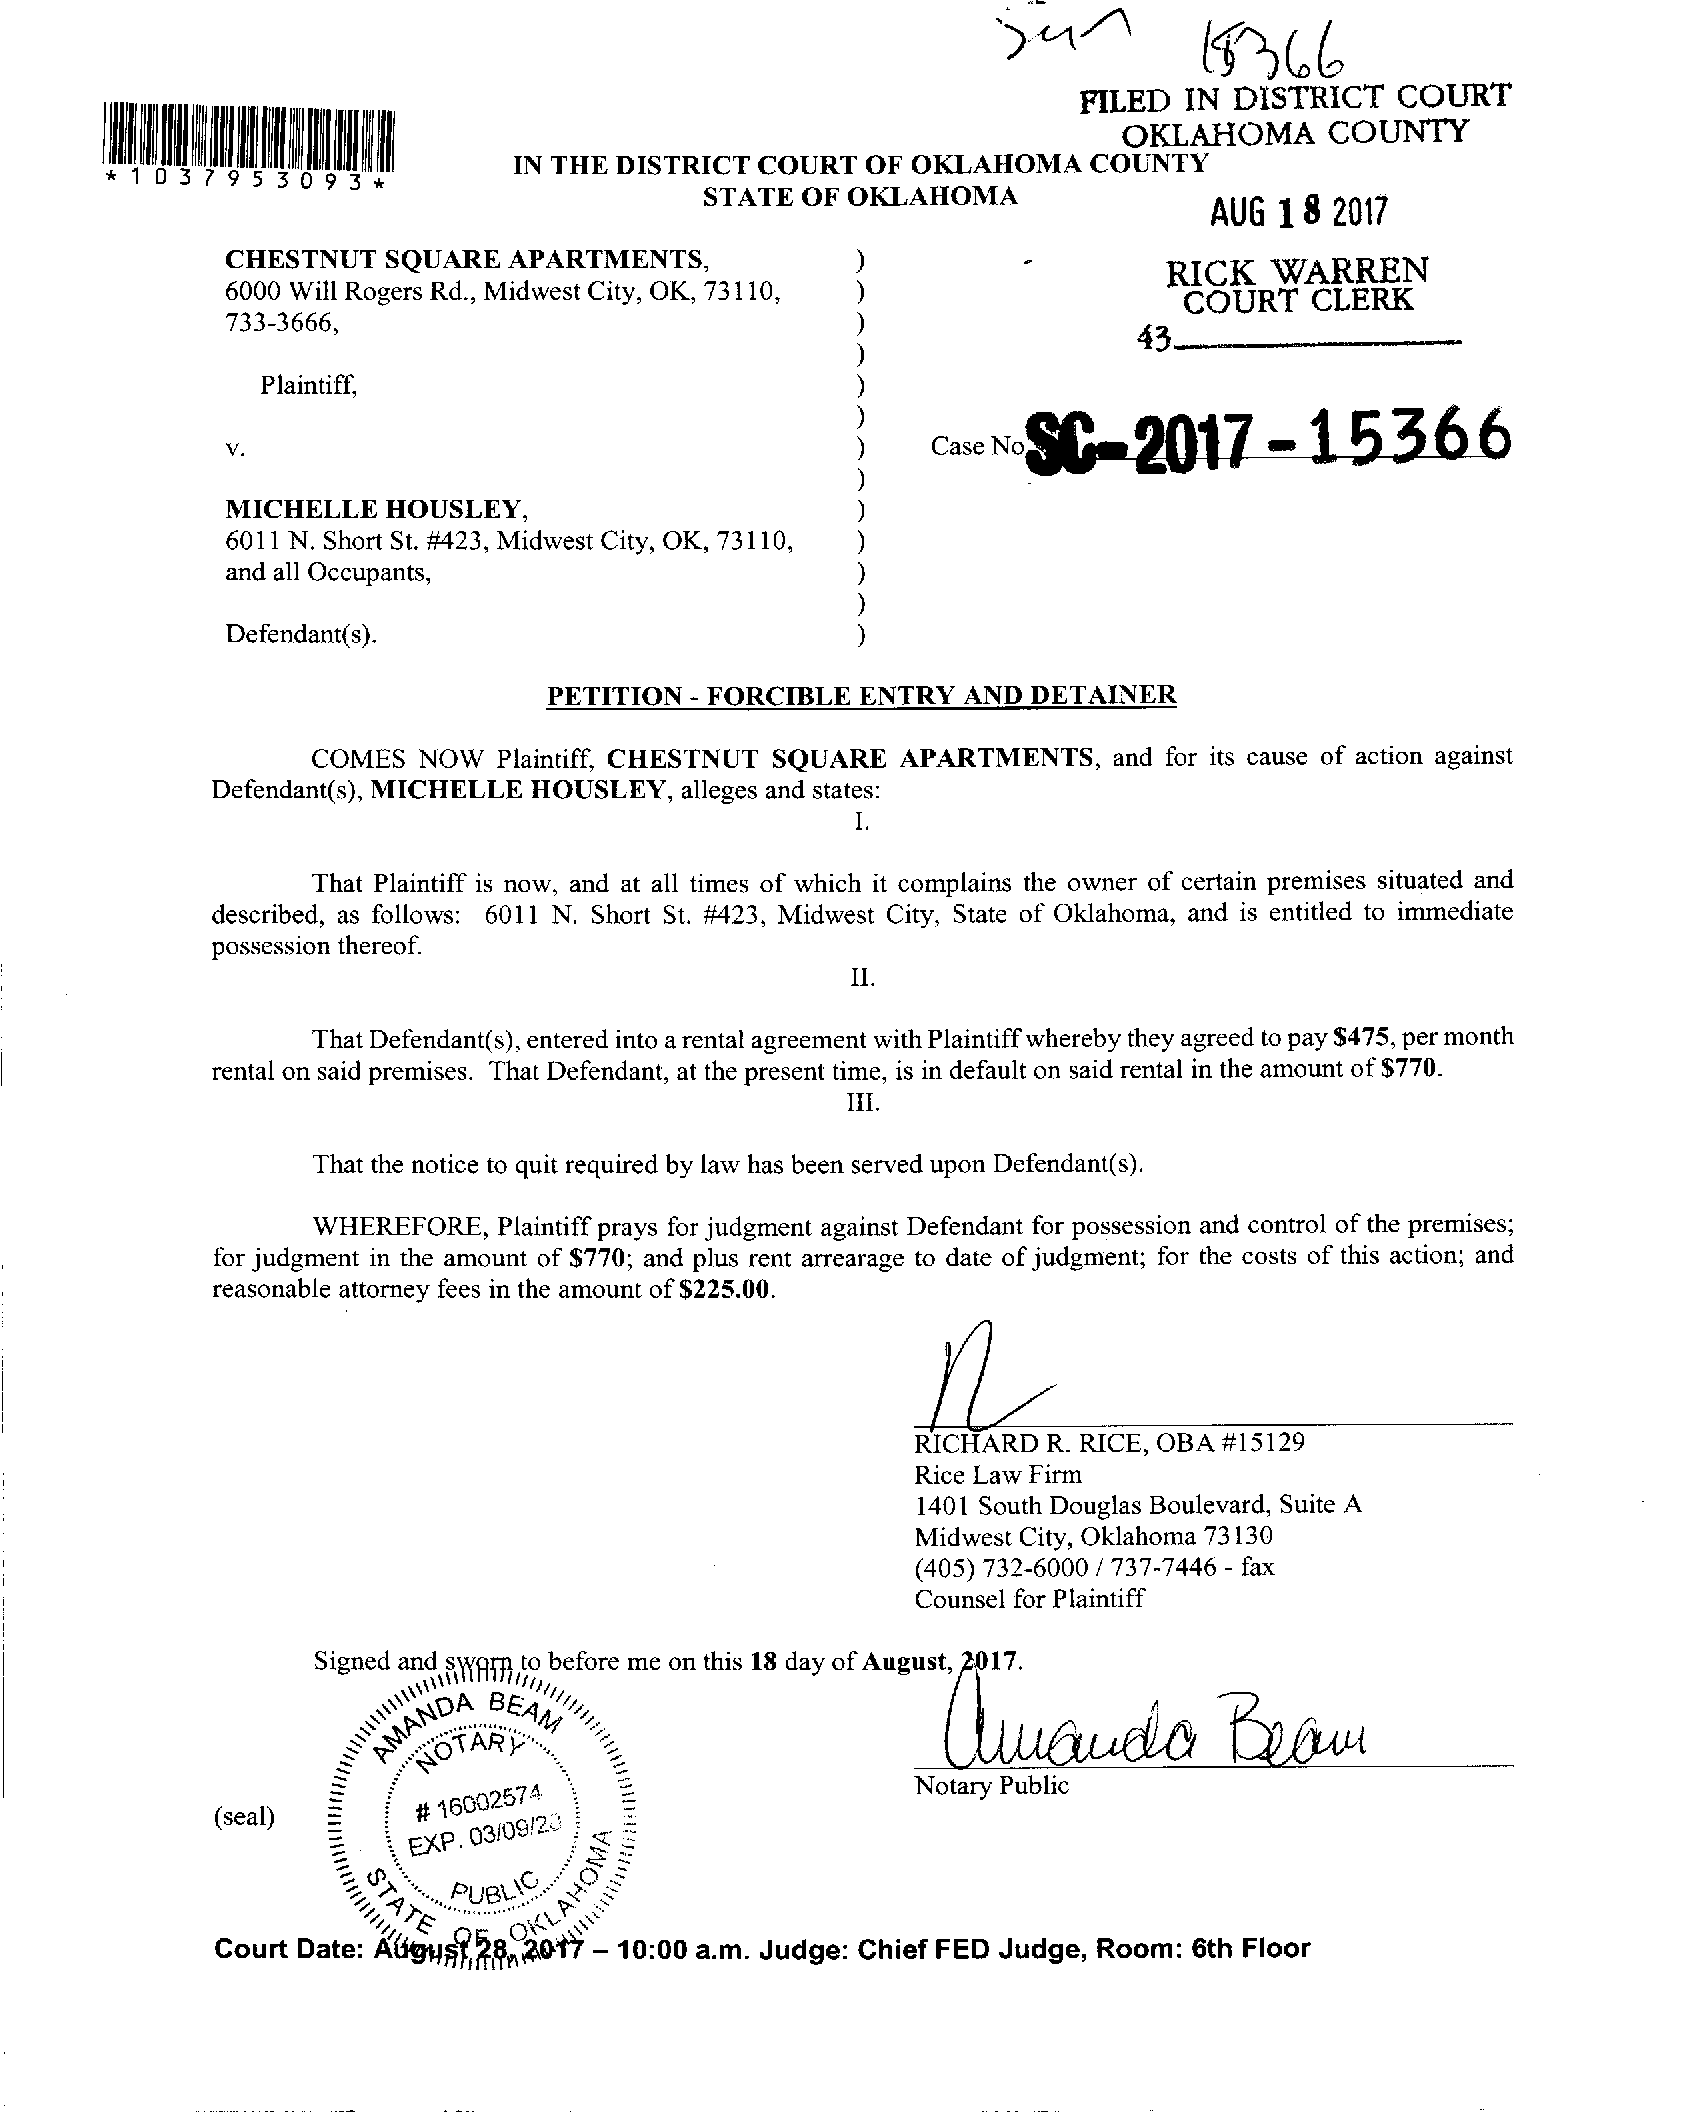 15366
FILED IN DISTRICT COURT
OKLAHOMA COUNTY
*1037953093*
IN THE DISTRICT COURT OF OKLAHOMA COUNTY
STATE OF OKLAHOMA
AUG 18 2017
RICK WARREN
COURT CLERK
43
CHESTNUT SQUARE APARTMENTS, )
6000 Will Rogers Rd., Midwest City, OK, 73110, )
733-3666, )
)
Plaintiff, )
)
v. ) Case No. SC-2017-15366
)
MICHELLE HOUSLEY, )
6011 N. Short St. #423, Midwest City, OK, 73110, )
and all Occupants, )
)
Defendant(s). )
PETITION - FORCIBLE ENTRY AND DETAINER
COMES NOW Plaintiff, CHESTNUT SQUARE APARTMENTS, and for its cause of action against
Defendant(s), MICHELLE HOUSLEY, alleges and states:
I.
That Plaintiff is now, and at all times of which it complains the owner of certain premises situated and
described, as follows: 6011 N. Short St. #423, Midwest City, State of Oklahoma, and is entitled to immediate
possession thereof.
II.
That Defendant(s), entered into a rental agreement with Plaintiff whereby they agreed to pay $475, per month
rental on said premises. That Defendant, at the present time, is in default on said rental in the amount of $770.
III.
That the notice to quit required by law has been served upon Defendant(s).
WHEREFORE, Plaintiff prays for judgment against Defendant for possession and control of the premises;
for judgment in the amount of $770; and plus rent arrearage to date of judgment; for the costs of this action; and
reasonable attorney fees in the amount of $225.00.
RICHARD R. RICE, OBA #15129
Rice Law Firm
1401 South Douglas Boulevard, Suite A
Midwest City, Oklahoma 73130
(405) 732-6000 / 737-7446 - fax
Counsel for Plaintiff
Signed and sworn to before me on this 18 day of August, 2017.
Amanda Beam
Notary Public
(seal)
AMANDA BEAM
NOTARY
# 16002574
EXP. 03/09/20
PUBLIC
STATE OF OKLAHOMA
Court Date: August 28, 2017 – 10:00 a.m. Judge: Chief FED Judge, Room: 6th Floor